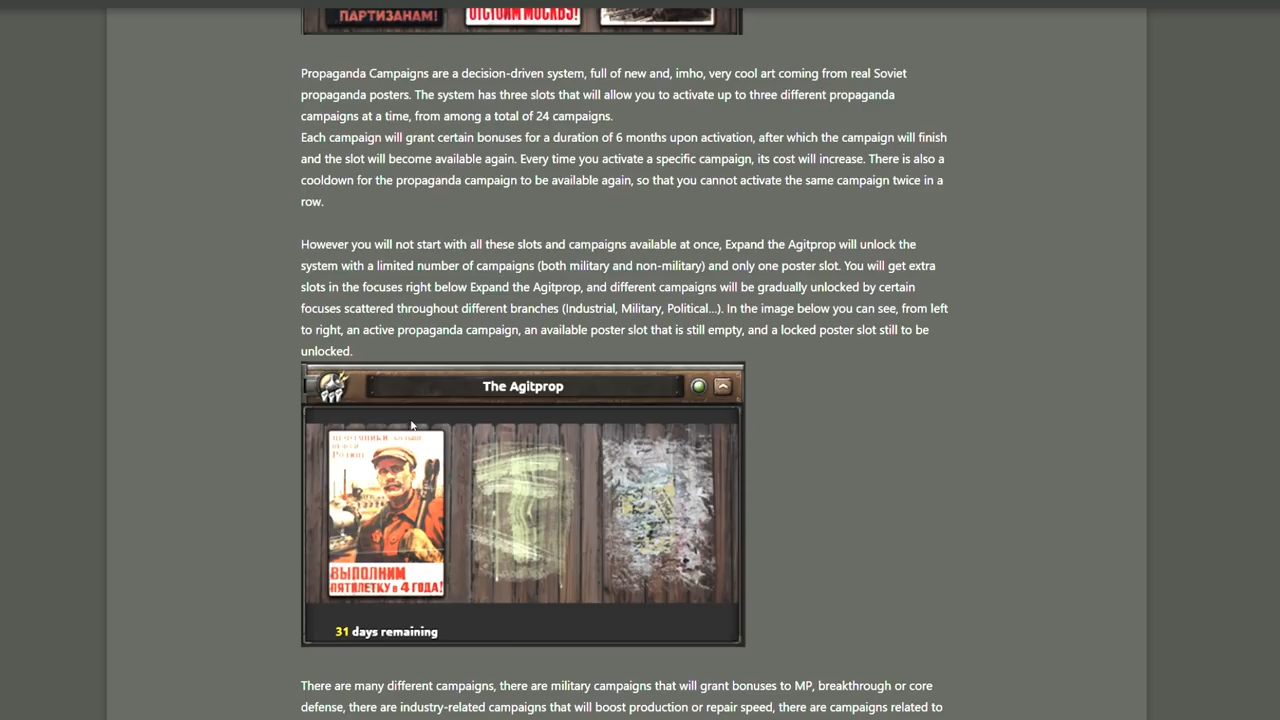 ПАРТИЗАНАМ!
ОТСТОИМ МОСКВУ!
Propaganda Campaigns are a decision-driven system, full of new and, imho, very cool art coming from real Soviet
propaganda posters. The system has three slots that will allow you to activate up to three different propaganda
campaigns at a time, from among a total of 24 campaigns.
Each campaign will grant certain bonuses for a duration of 6 months upon activation, after which the campaign will finish
and the slot will become available again. Every time you activate a specific campaign, its cost will increase. There is also a
cooldown for the propaganda campaign to be available again, so that you cannot activate the same campaign twice in a
row.
However you will not start with all these slots and campaigns available at once, Expand the Agitprop will unlock the
system with a limited number of campaigns (both military and non-military) and only one poster slot. You will get extra
slots in the focuses right below Expand the Agitprop, and different campaigns will be gradually unlocked by certain
focuses scattered throughout different branches (Industrial, Military, Political...). In the image below you can see, from left
to right, an active propaganda campaign, an available poster slot that is still empty, and a locked poster slot still to be
unlocked.
The Agitprop
ВЫПОЛНИМ
ПЯТИЛЕТКУ в 4 ГОДА!
31 days remaining
There are many different campaigns, there are military campaigns that will grant bonuses to MP, breakthrough or core
defense, there are industry-related campaigns that will boost production or repair speed, there are campaigns related to